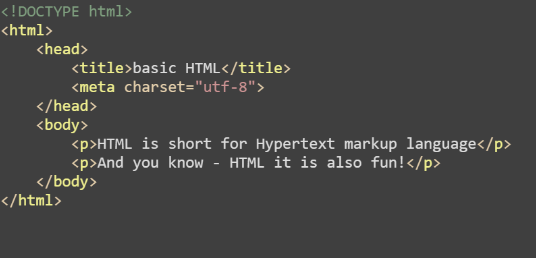 <!DOCTYPE html>
<html>
    <head>
        <title>basic HTML</title>
        <meta charset="utf-8">
    </head>
    <body>
        <p>HTML is short for Hypertext markup language</p>
        <p>And you know - HTML it is also fun!</p>
    </body>
</html>